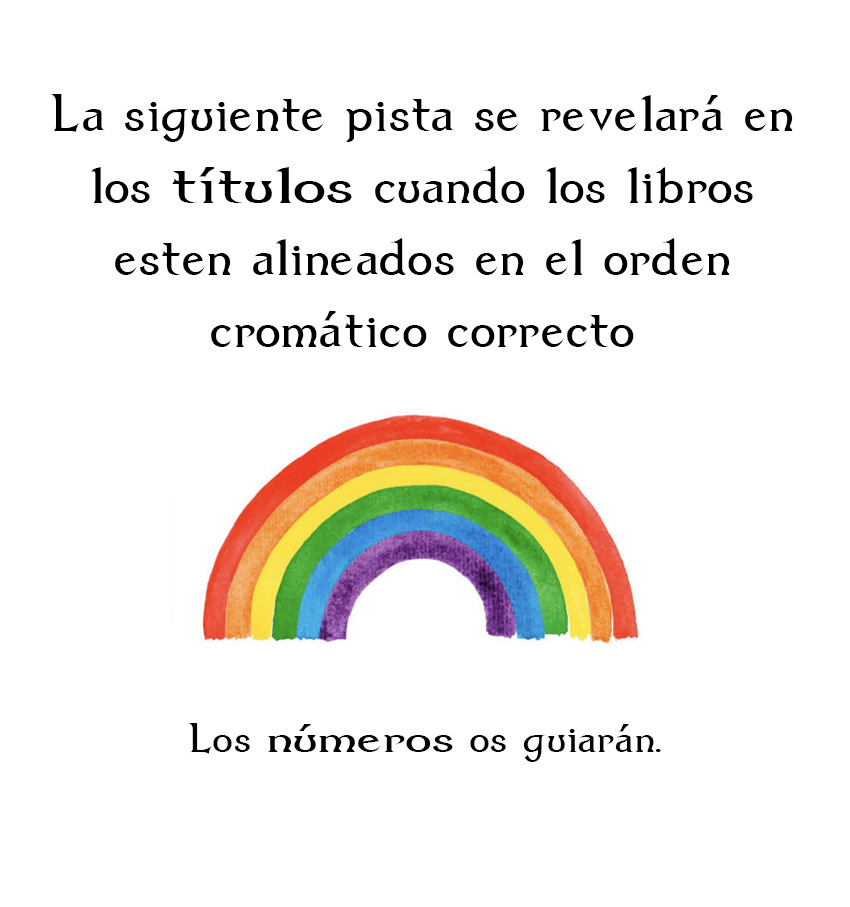 La siguiente pista se revelará en
los títulos cuando los libros
esten alineados en el orden
cromático correcto
Los números os guiarán.